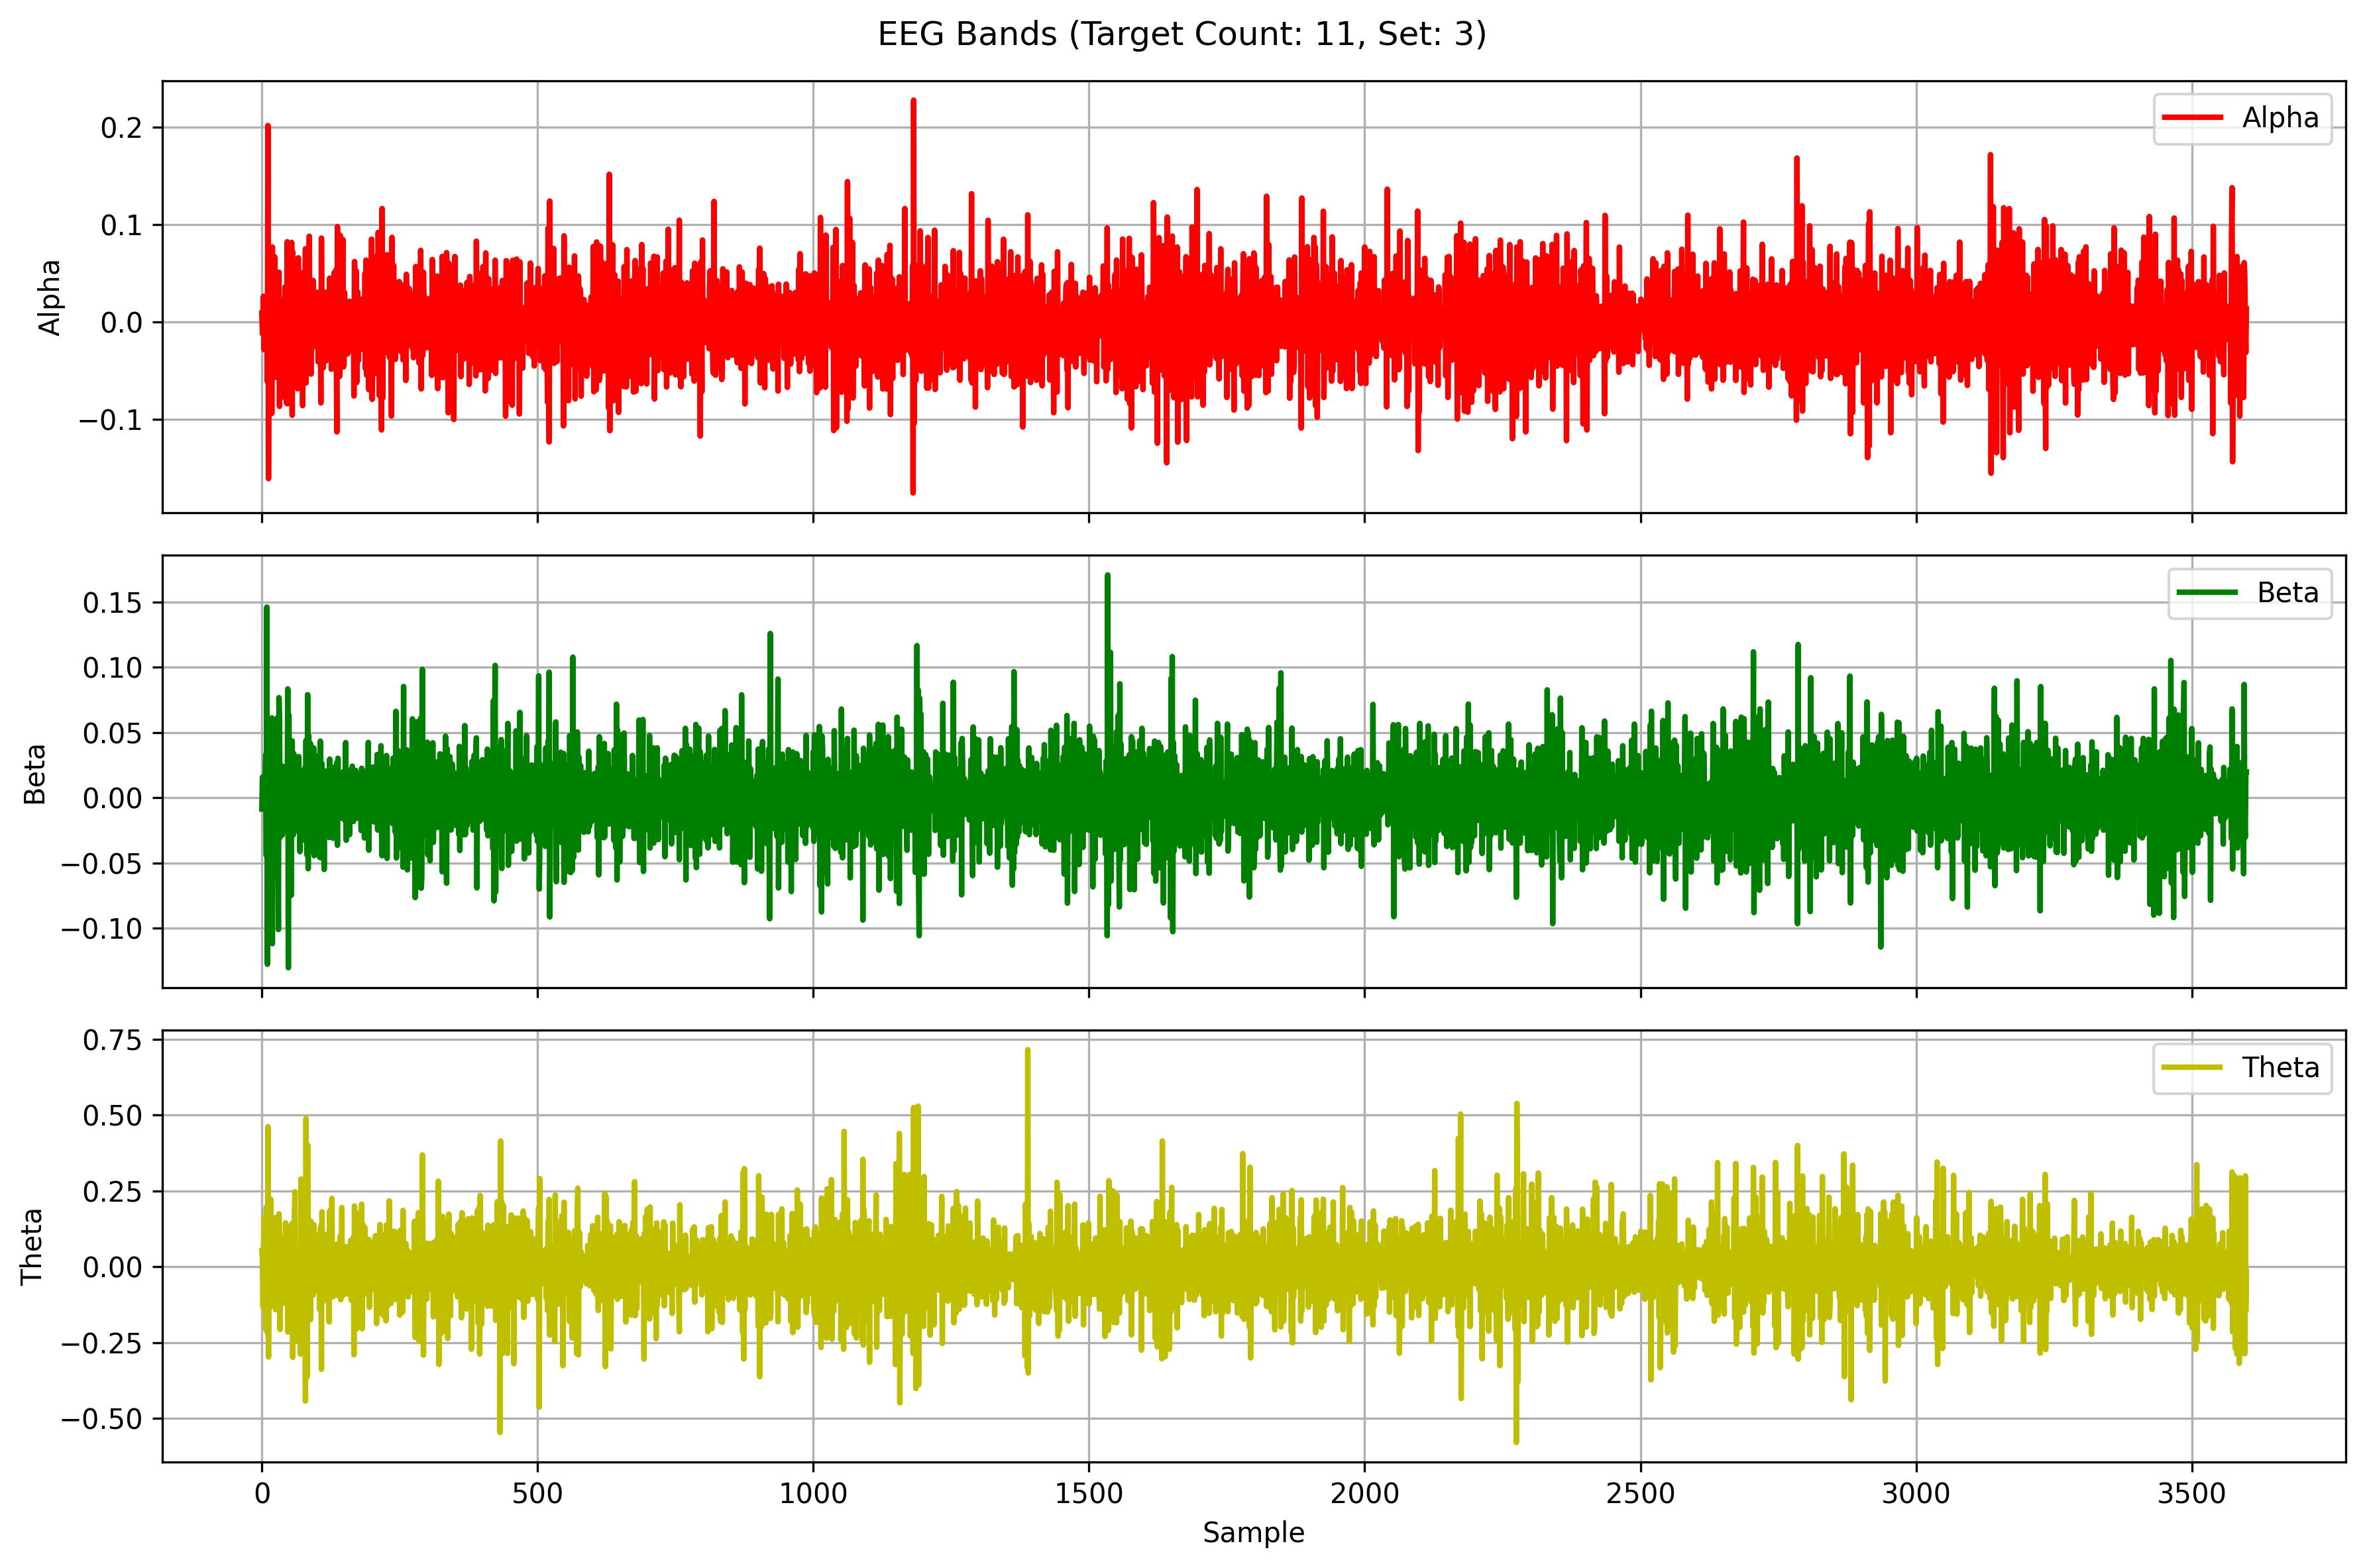 EEG Bands (Target Count: 11, Set: 3)
Alpha
0.2
0.1
0.0
−0.1
Alpha
Beta
0.15
0.10
0.05
0.00
−0.05
−0.10
Beta
Theta
0.75
0.50
0.25
0.00
−0.25
−0.50
Theta
0 500 1000 1500 2000 2500 3000 3500
Sample